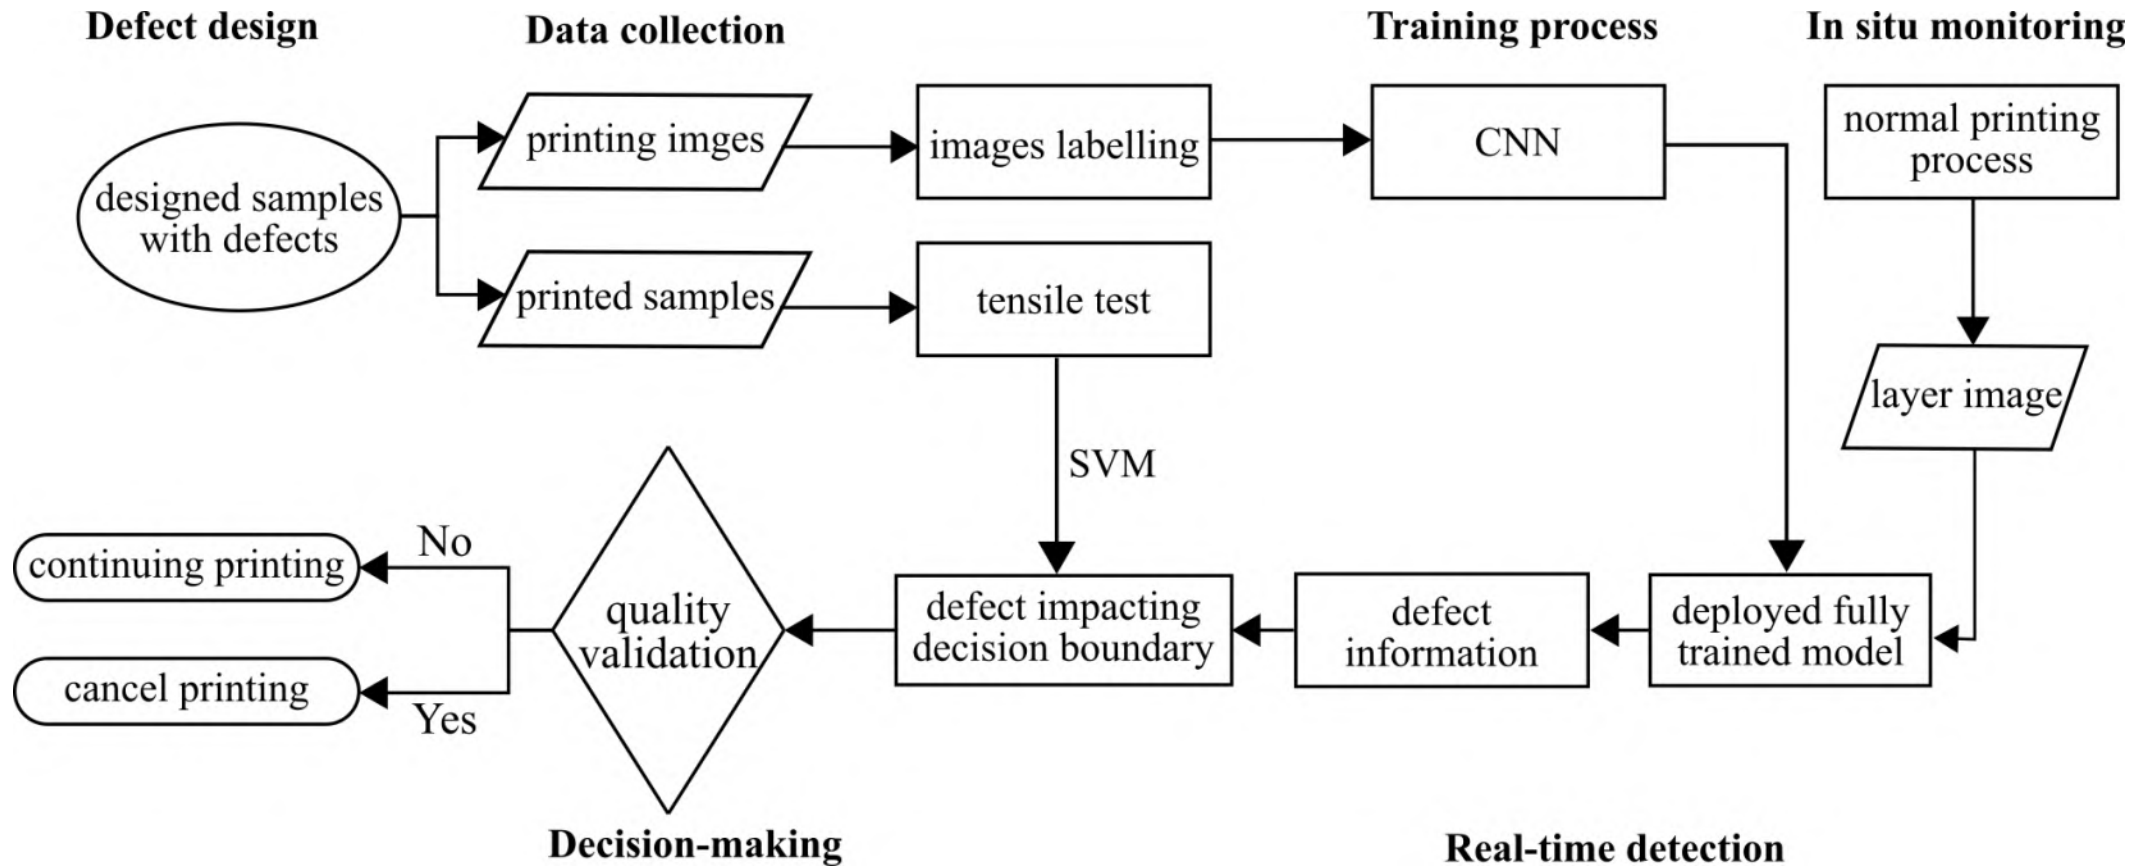 Defect design
Data collection
Training process
In situ monitoring
printing imges
images labelling
CNN
normal printing
process
designed samples
with defects
printed samples
tensile test
layer image
SVM
No
continuing printing
quality
validation
defect impacting
decision boundary
defect
information
deployed fully
trained model
cancel printing
Yes
Decision-making
Real-time detection